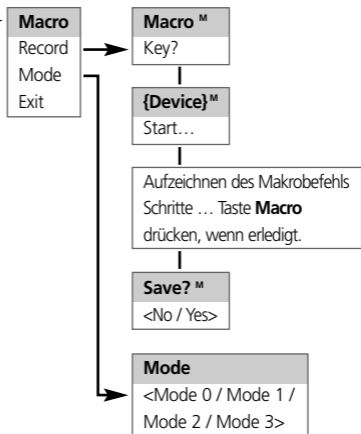 Macro
Record
Mode
Exit
Macro M
Key?
{Device} M
Start…
Aufzeichnen des Makrobefehls
Schritte … Taste Macro
drücken, wenn erledigt.
Save? M
<No / Yes>
Mode
<Mode 0 / Mode 1 /
Mode 2 / Mode 3>